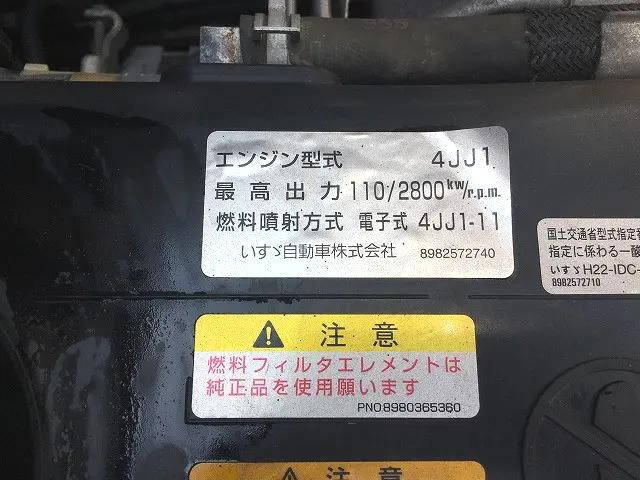 エンジン型式 4JJ1
最高出力 110/2800kw/r.p.m.
燃料噴射方式 電子式 4JJ1-11
いすゞ自動車株式会社 8982572740
国土交通省型式指定
指定に係わる一酸
いすゞH22-IDC-
8982572710
注意
燃料フィルタエレメントは
純正品を使用願います
PNO8980365360
注意